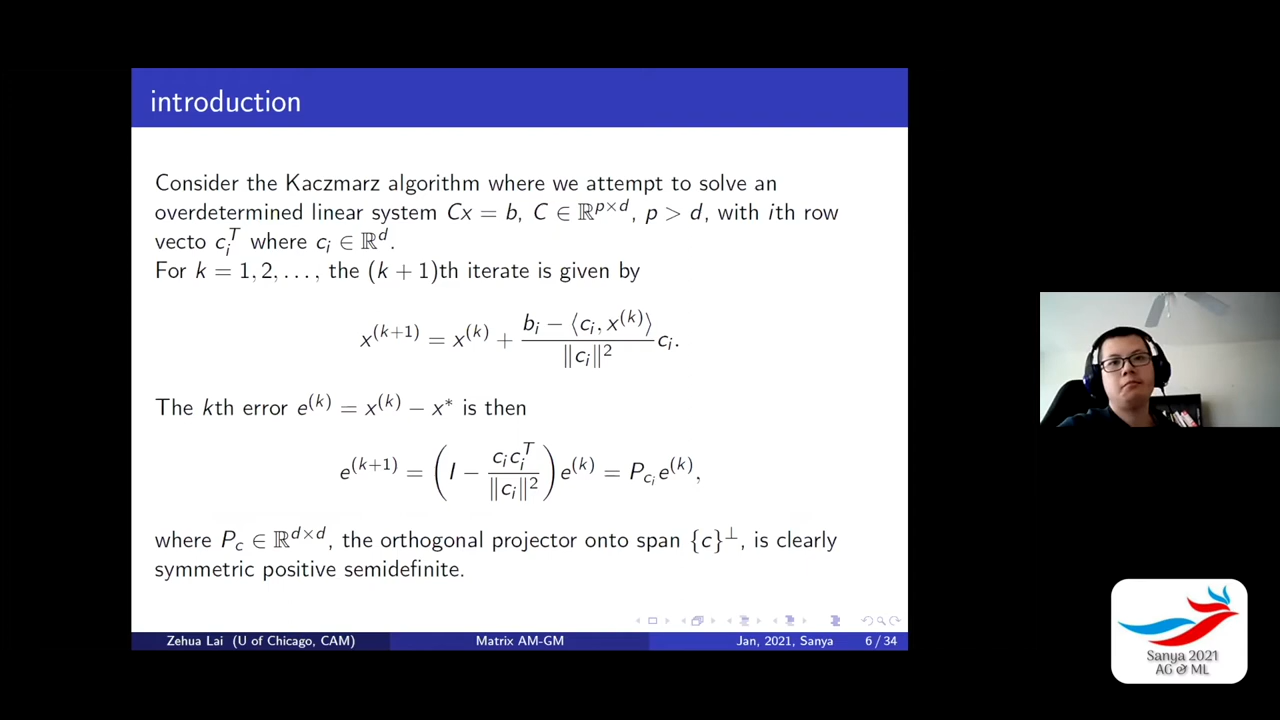 introduction
Consider the Kaczmarz algorithm where we attempt to solve an
overdetermined linear system Cx = b, C ∈ ℝ^{p×d}, p > d, with ith row
vecto c_i^T where c_i ∈ ℝ^d.
For k = 1, 2, . . . , the (k + 1)th iterate is given by
x^{(k+1)} = x^{(k)} + \frac{b_i − ⟨c_i, x^{(k)}⟩}{‖c_i‖^2} c_i.
The kth error e^{(k)} = x^{(k)} − x^* is then
e^{(k+1)} = \left( I − \frac{c_i c_i^T}{‖c_i‖^2} \right) e^{(k)} = P_{c_i} e^{(k)},
where P_c ∈ ℝ^{d×d}, the orthogonal projector onto span {c}^⊥, is clearly
symmetric positive semidefinite.
Zehua Lai (U of Chicago, CAM) Matrix AM-GM Jan, 2021, Sanya 6 / 34
Sanya 2021
AG & ML